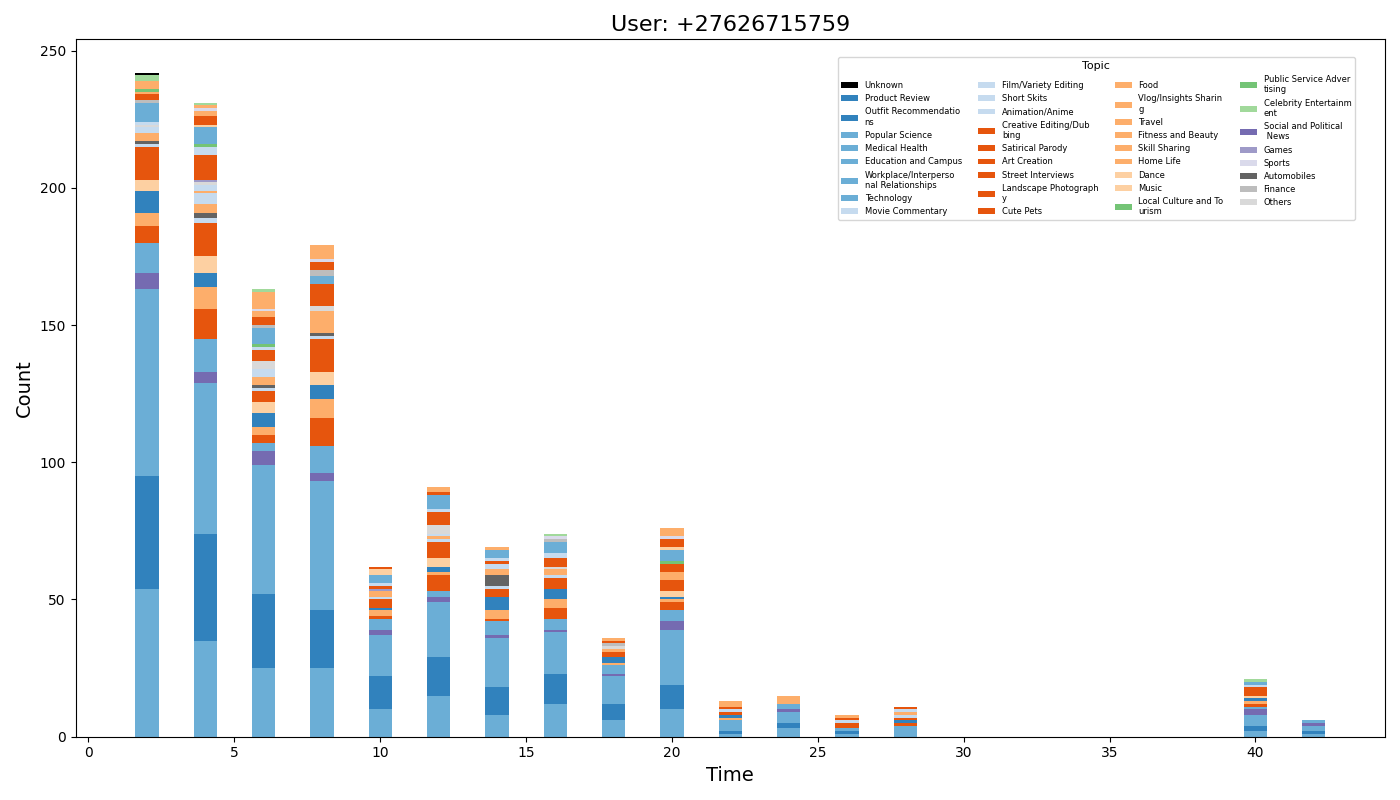 User: +27626715759
250
200
150
100
50
0
Count
Topic
Unknown
Product Review
Outfit Recommendatio
ns
Popular Science
Medical Health
Education and Campus
Workplace/Interperso
nal Relationships
Technology
Movie Commentary
Film/Variety Editing
Short Skits
Animation/Anime
Creative Editing/Dub
bing
Satirical Parody
Art Creation
Street Interviews
Landscape Photograph
y
Cute Pets
Food
Vlog/Insights Sharin
g
Travel
Fitness and Beauty
Skill Sharing
Home Life
Dance
Music
Local Culture and To
urism
Public Service Adver
tising
Celebrity Entertainm
ent
Social and Political
News
Games
Sports
Automobiles
Finance
Others
0 5 10 15 20 25 30 35 40
Time